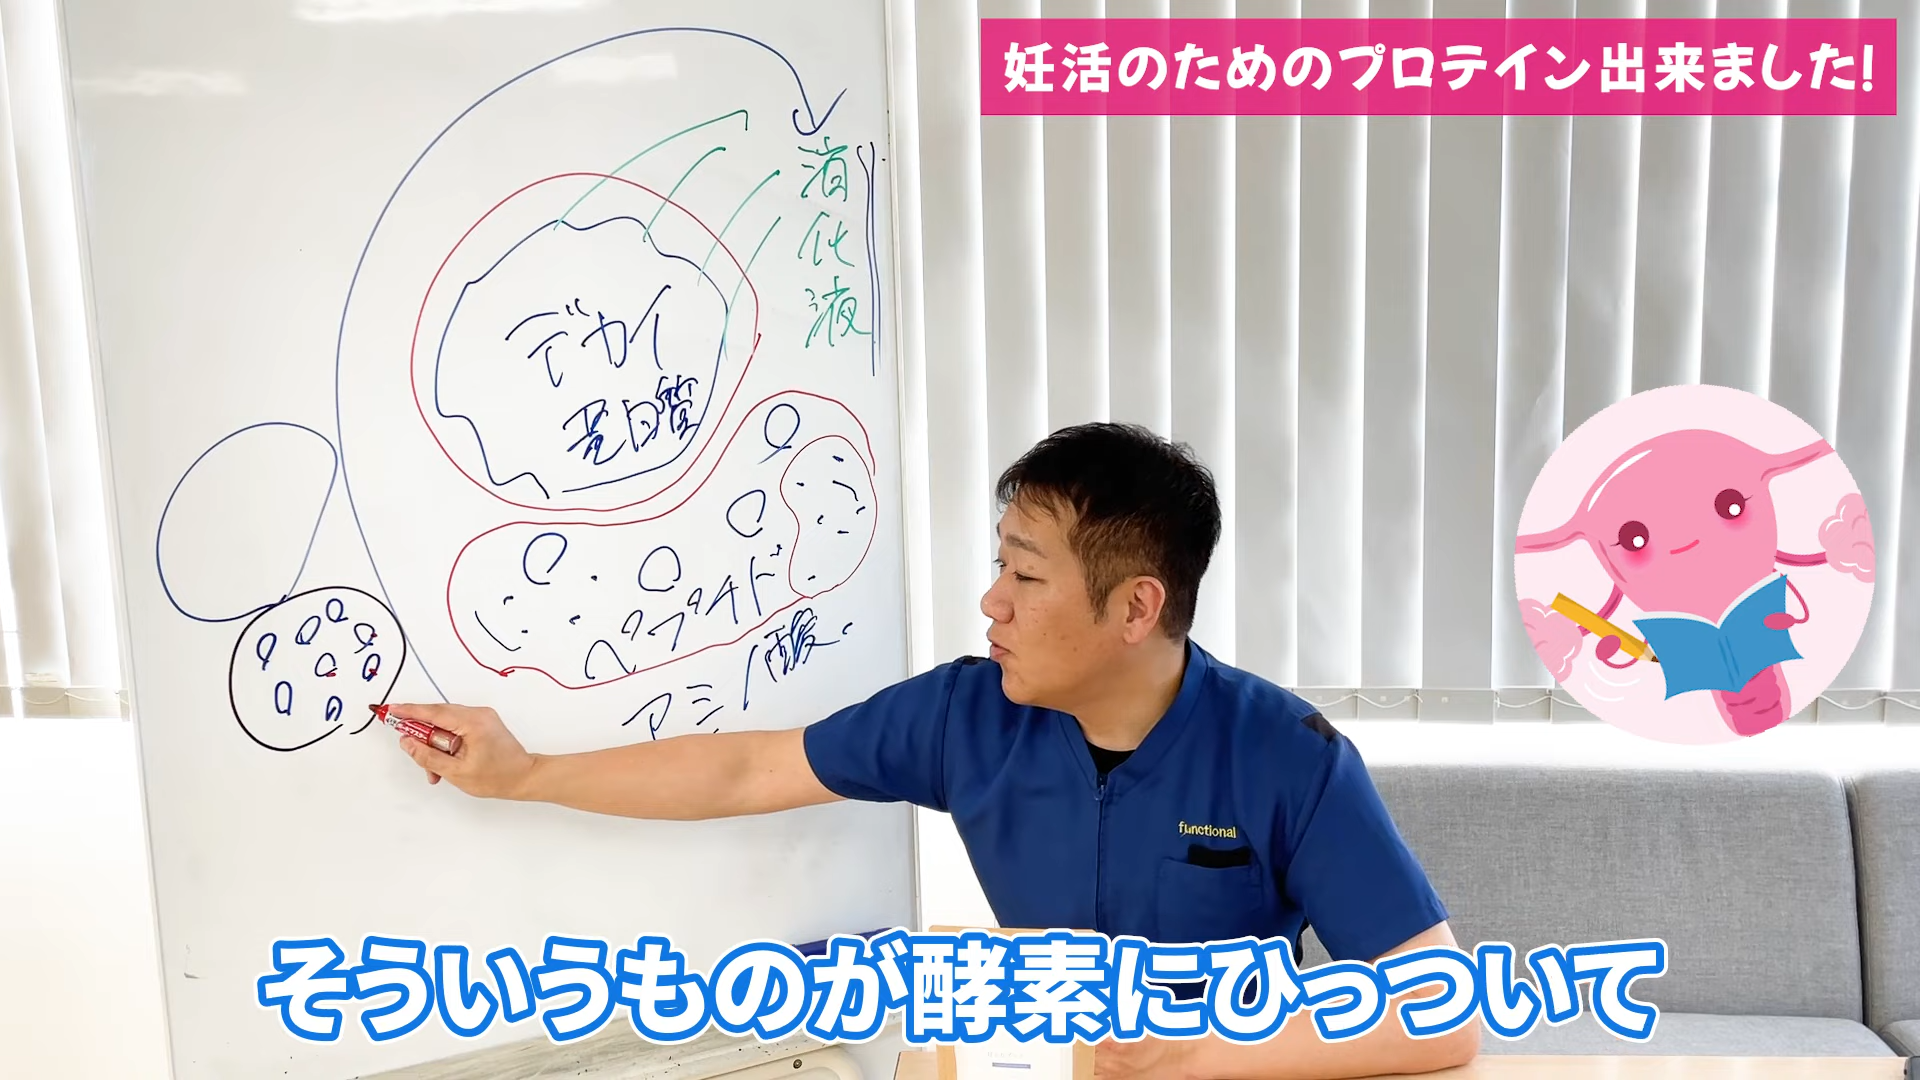 妊活のためのプロテイン出来ました!
消化液
デカイ
蛋白質
ペプチド
アミノ酸
functional
そういうものが酵素にひっついて